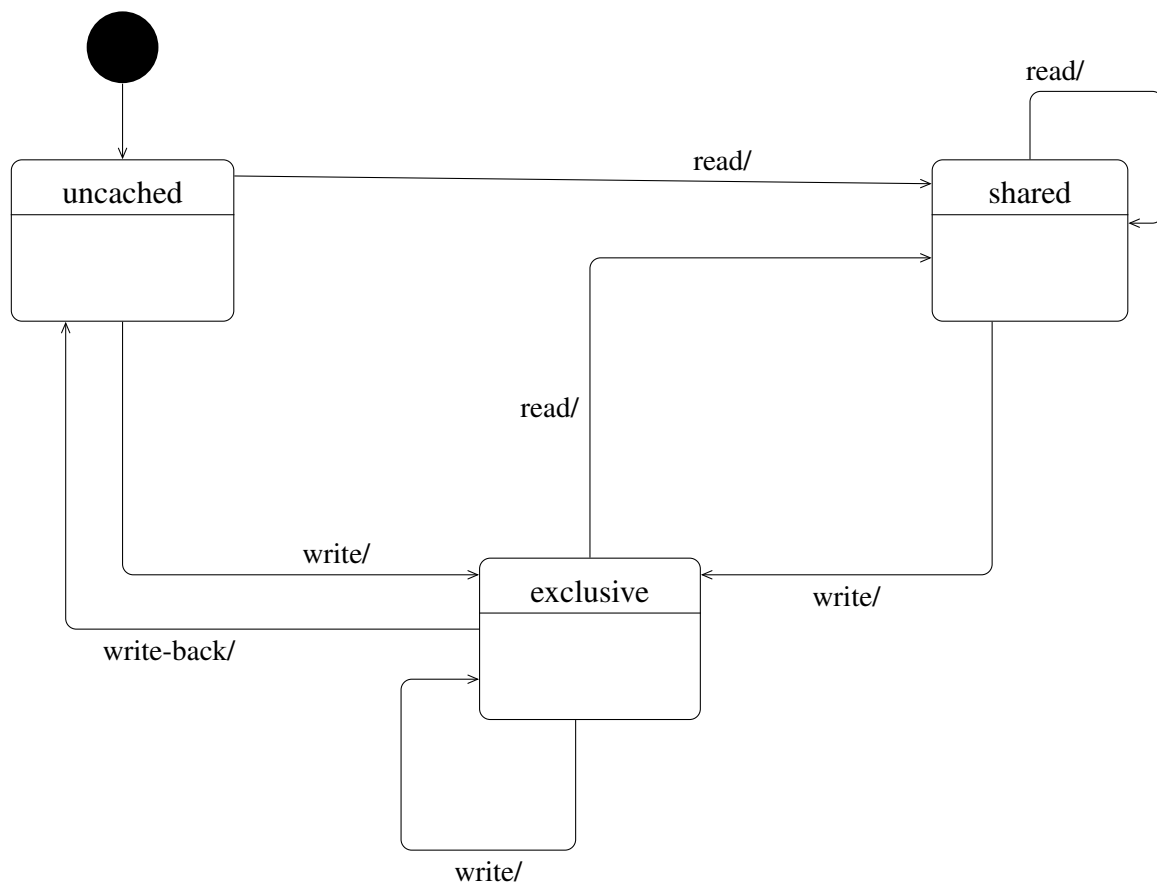 read/
read/
uncached
shared
read/
write/
exclusive
write/
write-back/
write/